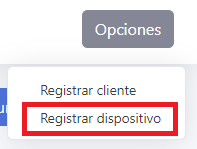 Opciones
Registrar cliente
Registrar dispositivo